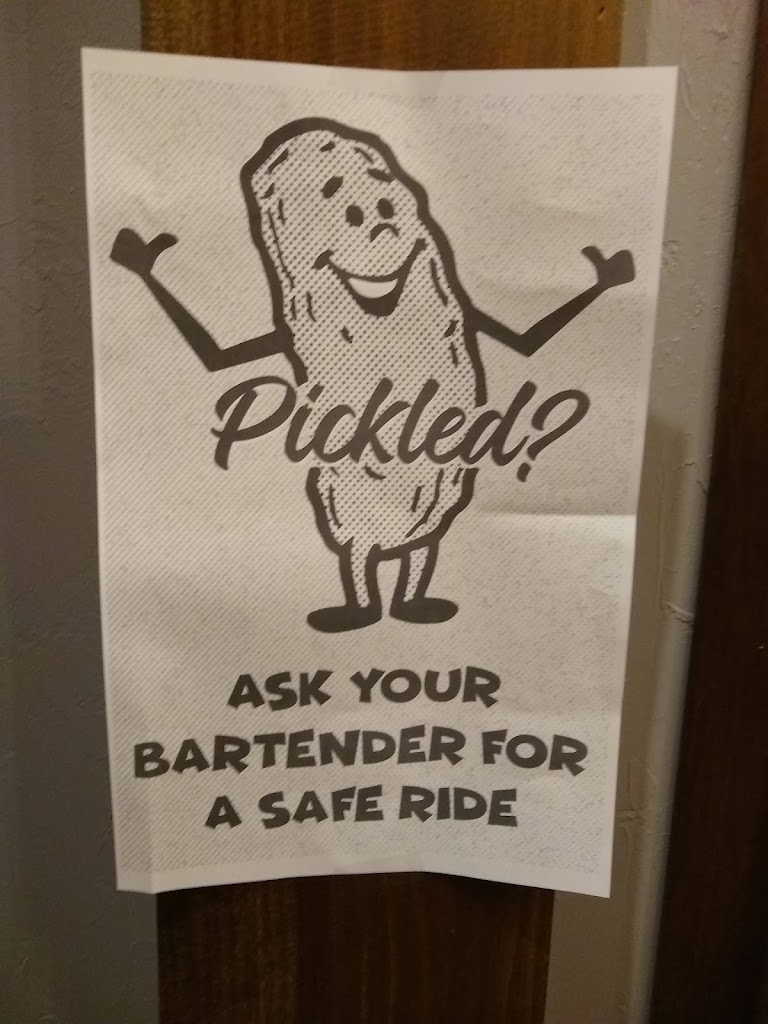 Pickled?
ASK YOUR
BARTENDER FOR
A SAFE RIDE